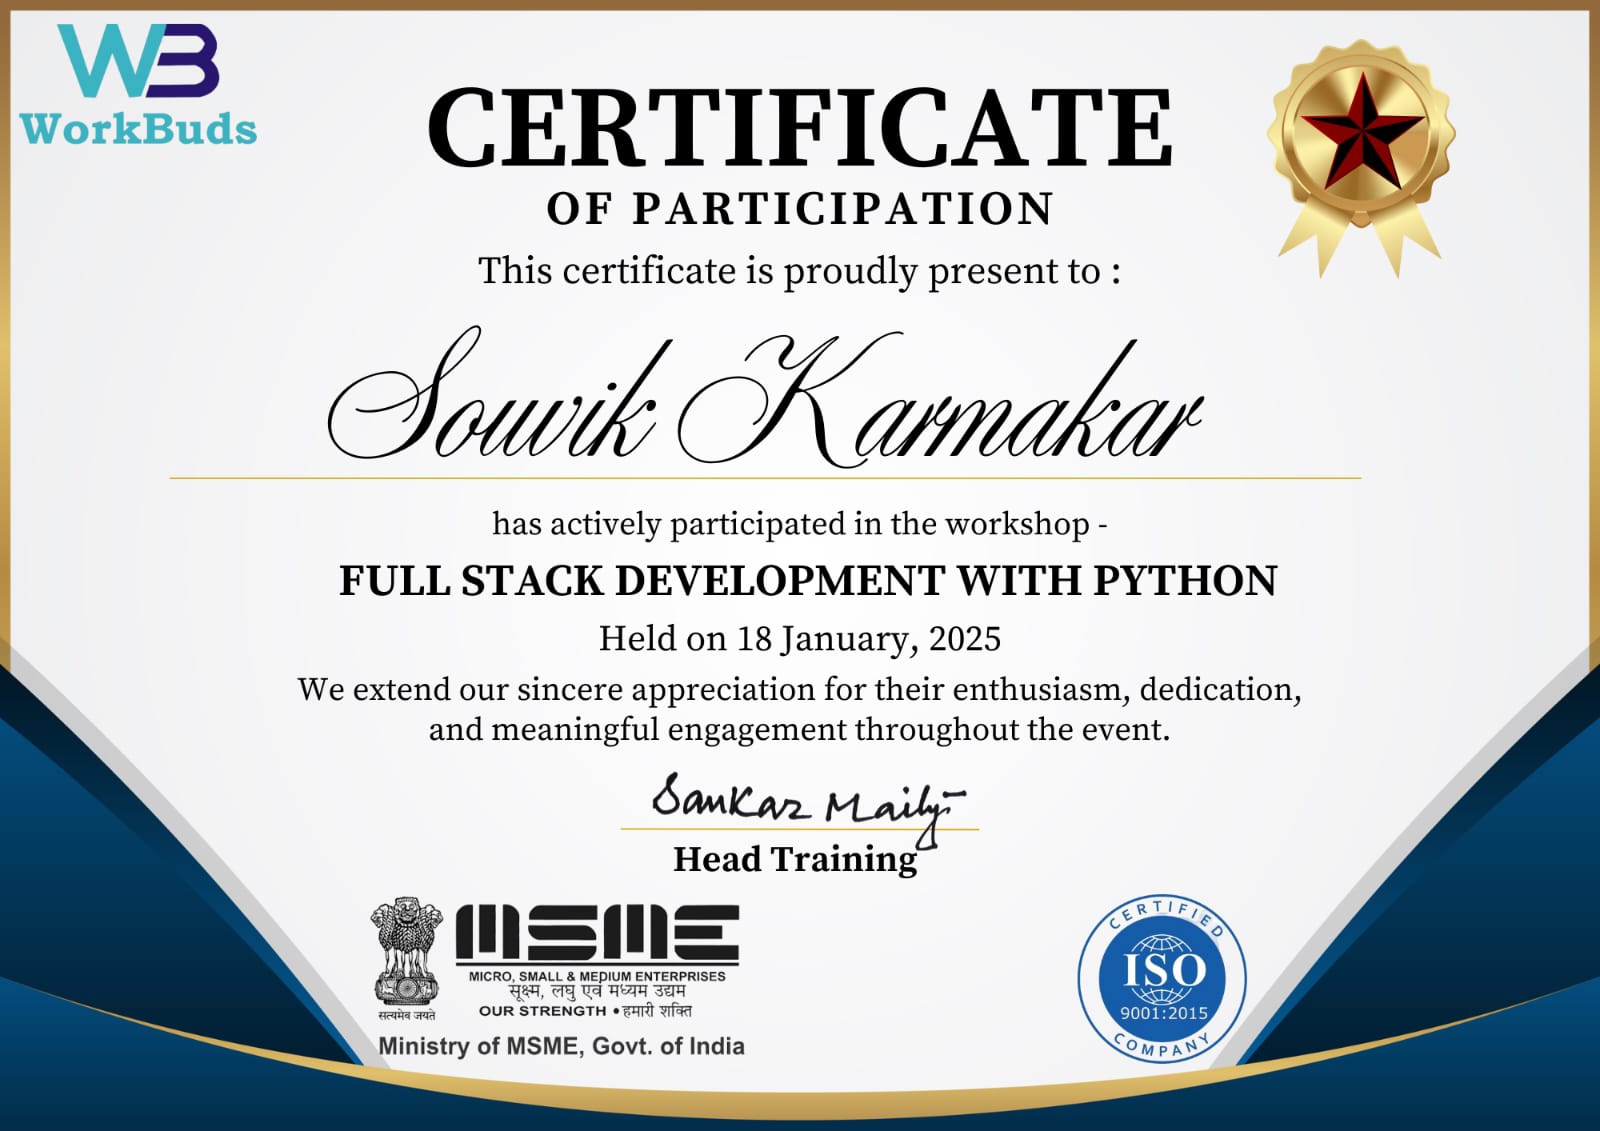 WB
WorkBuds
CERTIFICATE
OF PARTICIPATION
This certificate is proudly present to :
Souvik Karmakar
has actively participated in the workshop -
FULL STACK DEVELOPMENT WITH PYTHON
Held on 18 January, 2025
We extend our sincere appreciation for their enthusiasm, dedication,
and meaningful engagement throughout the event.
Sankar Maity
Head Training
सत्यमेव जयते
MSME
MICRO, SMALL & MEDIUM ENTERPRISES
सूक्ष्म, लघु एवं मध्यम उद्यम
OUR STRENGTH • हमारी शक्ति
Ministry of MSME, Govt. of India
CERTIFIED
ISO
9001:2015
COMPANY